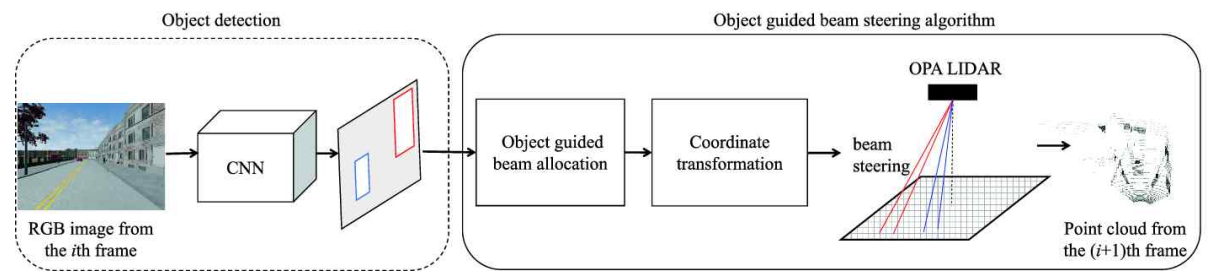 Object detection
Object guided beam steering algorithm
RGB image from
the ith frame
CNN
Object guided
beam allocation
Coordinate
transformation
OPA LIDAR
beam
steering
Point cloud from
the (i+1)th frame